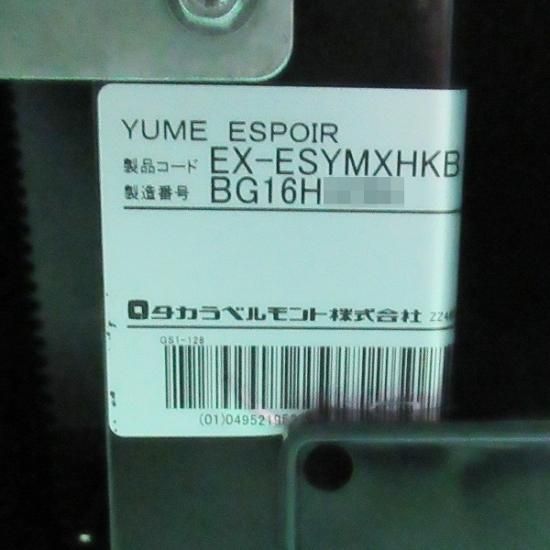 YUME ESPOIR
製品コード EX-ESYMXHKB
製造番号 BG16H
タカラベルモント株式会社
GS1-128